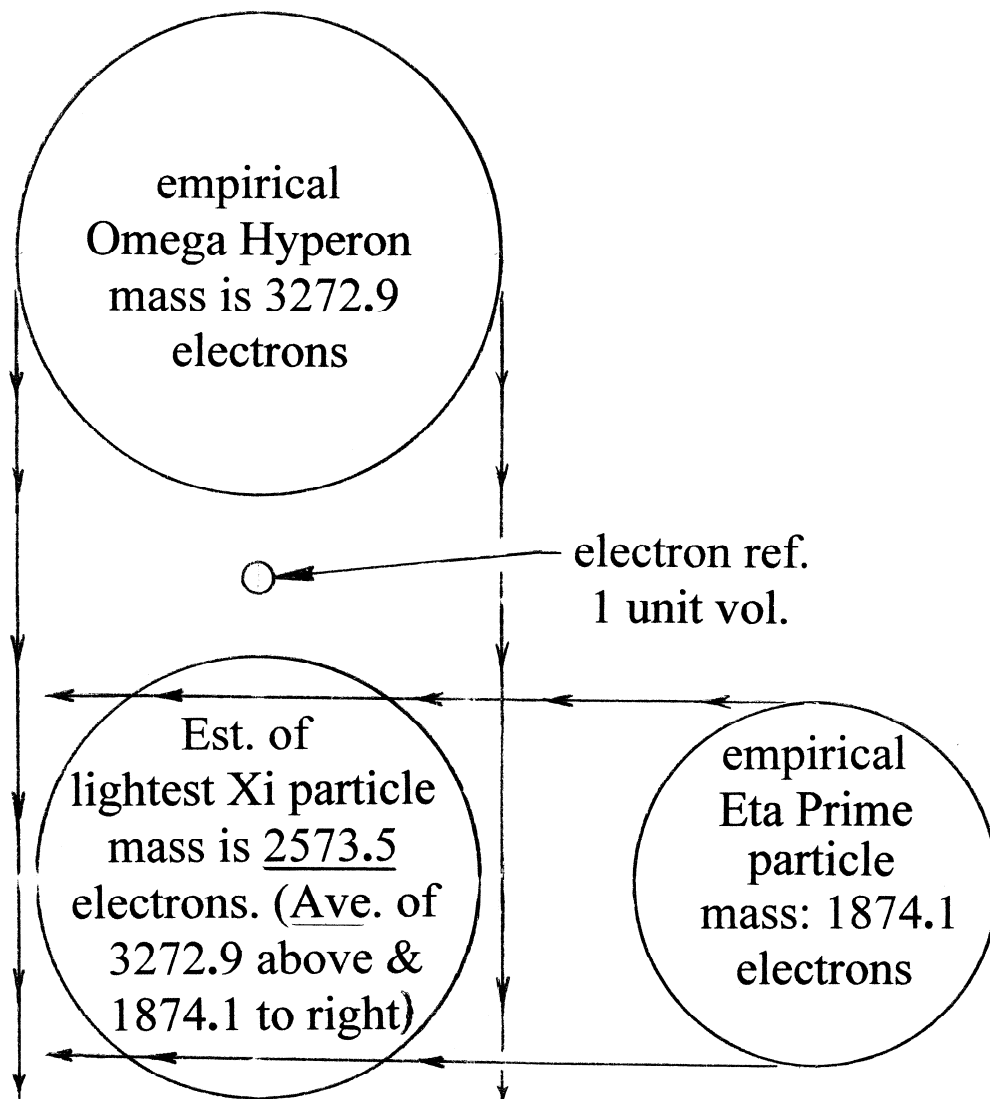 empirical
Omega Hyperon
mass is 3272.9
electrons
electron ref.
1 unit vol.
Est. of
lightest Xi particle
mass is 2573.5
electrons. (Ave. of
3272.9 above &
1874.1 to right)
empirical
Eta Prime
particle
mass: 1874.1
electrons